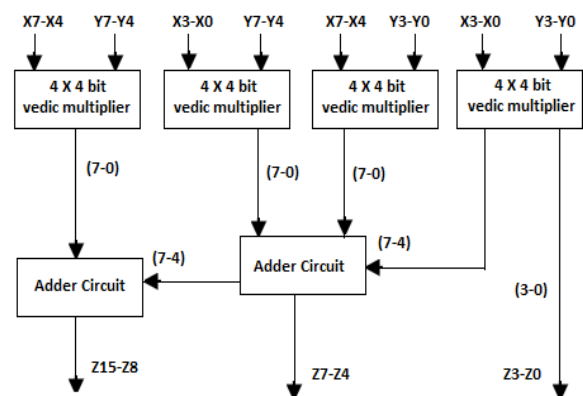 X7-X4 Y7-Y4 X3-X0 Y7-Y4 X7-X4 Y3-Y0 X3-X0 Y3-Y0
4 X 4 bit
vedic multiplier
4 X 4 bit
vedic multiplier
4 X 4 bit
vedic multiplier
4 X 4 bit
vedic multiplier
(7-0)
(7-0)
(7-0)
(7-4)
(7-4)
Adder Circuit
Adder Circuit
(3-0)
Z15-Z8
Z7-Z4
Z3-Z0